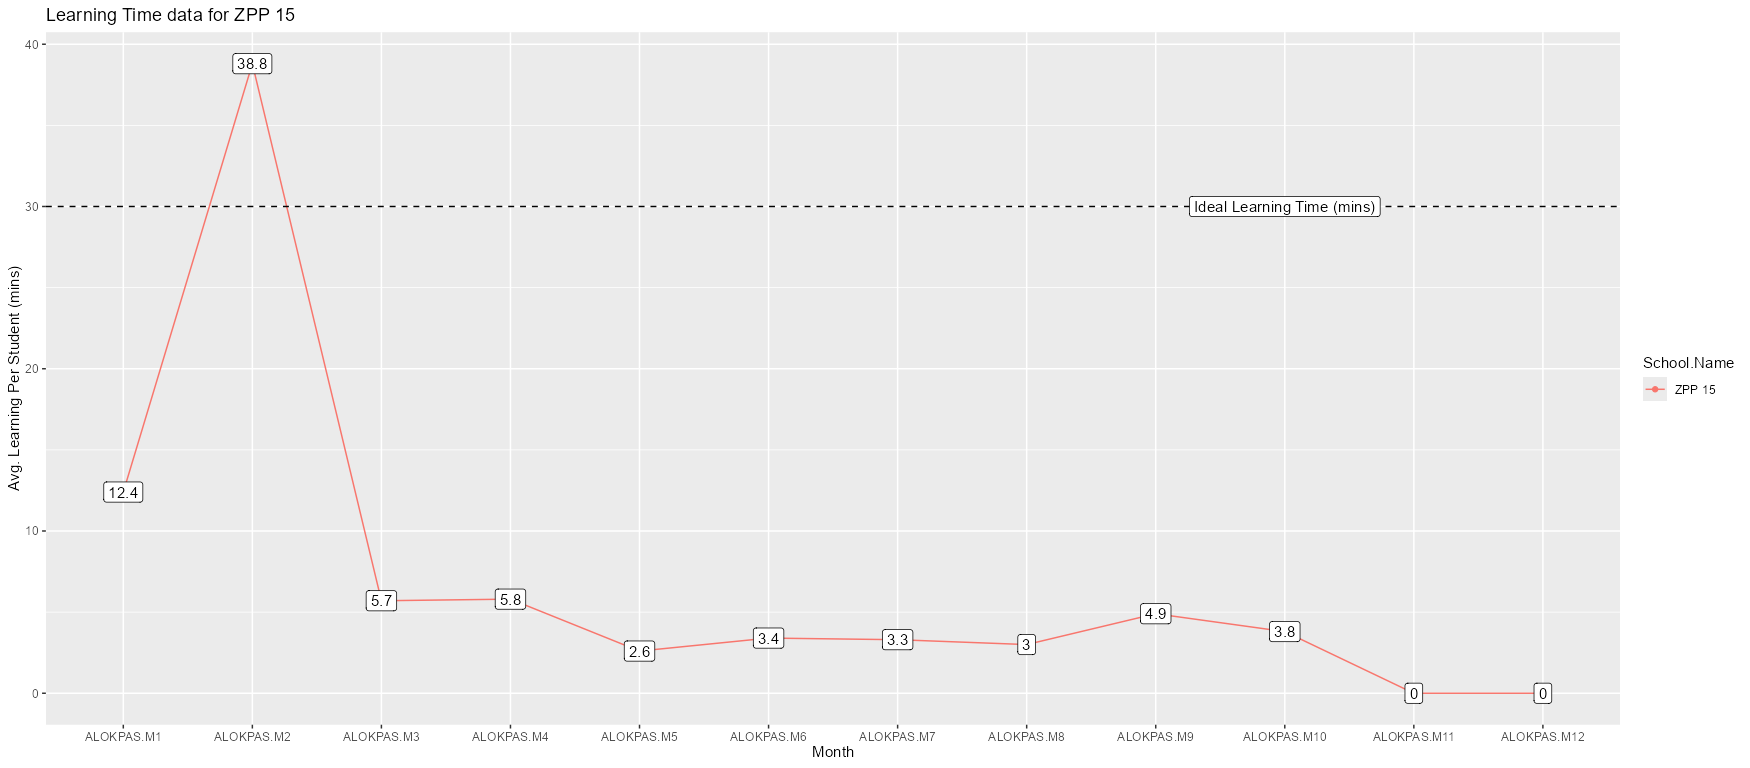 Learning Time data for ZPP 15
40
30
20
10
0
Avg. Learning Per Student (mins)
12.4
38.8
5.7
5.8
2.6
3.4
3.3
3
4.9
3.8
0
0
Ideal Learning Time (mins)
ALOKPAS.M1
ALOKPAS.M2
ALOKPAS.M3
ALOKPAS.M4
ALOKPAS.M5
ALOKPAS.M6
ALOKPAS.M7
ALOKPAS.M8
ALOKPAS.M9
ALOKPAS.M10
ALOKPAS.M11
ALOKPAS.M12
Month
School.Name
ZPP 15